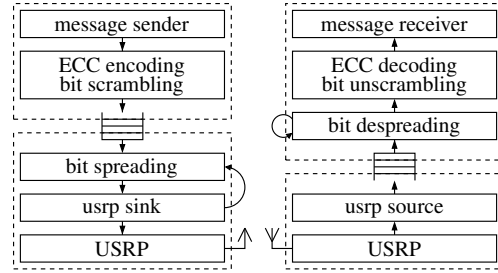 message sender
ECC encoding
bit scrambling
bit spreading
usrp sink
USRP
message receiver
ECC decoding
bit unscrambling
bit despreading
usrp source
USRP